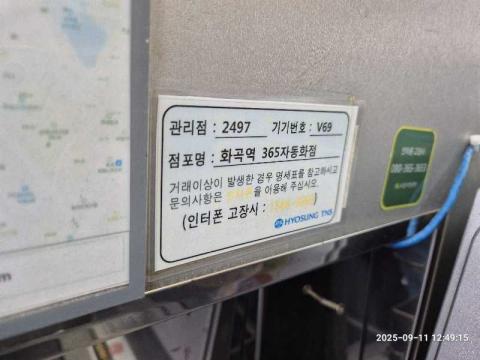 관리점 : 2497 기기번호 : V69
점포명 : 화곡역 365자동화점
거래이상이 발생한 경우 명세표를 참고하시고
문의사항은 을 이용해 주십시오.
(인터폰 고장시 : )
HYOSUNG TNS
080-365-
2025-09-11 12:49:15